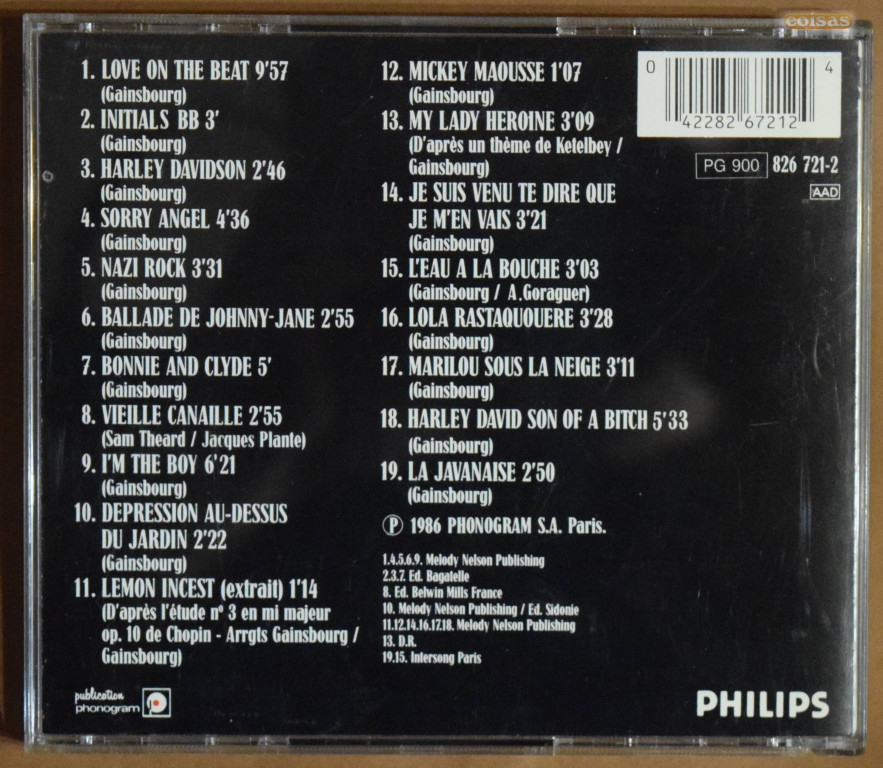 coisas
1. LOVE ON THE BEAT 9'57
(Gainsbourg)
2. INITIALS BB 3'
(Gainsbourg)
3. HARLEY DAVIDSON 2'46
(Gainsbourg)
4. SORRY ANGEL 4'36
(Gainsbourg)
5. NAZI ROCK 3'31
(Gainsbourg)
6. BALLADE DE JOHNNY-JANE 2'55
(Gainsbourg)
7. BONNIE AND CLYDE 5'
(Gainsbourg)
8. VIEILLE CANAILLE 2'55
(Sam Theard / Jacques Plante)
9. I'M THE BOY 6'21
(Gainsbourg)
10. DEPRESSION AU-DESSUS
DU JARDIN 2'22
(Gainsbourg)
11. LEMON INCEST (extrait) 1'14
(D'après l'étude n° 3 en mi majeur
op. 10 de Chopin - Arrgts Gainsbourg /
Gainsbourg)
12. MICKEY MAOUSSE 1'07
(Gainsbourg)
13. MY LADY HEROINE 3'09
(D'après un thème de Ketelbey /
Gainsbourg)
14. JE SUIS VENU TE DIRE QUE
JE M'EN VAIS 3'21
(Gainsbourg)
15. L'EAU A LA BOUCHE 3'03
(Gainsbourg / A.Goraguer)
16. LOLA RASTAQUOUERE 3'28
(Gainsbourg)
17. MARILOU SOUS LA NEIGE 3'11
(Gainsbourg)
18. HARLEY DAVID SON OF A BITCH 5'33
(Gainsbourg)
19. LA JAVANAISE 2'50
(Gainsbourg)
Ⓟ 1986 PHONOGRAM S.A. Paris.
1.4.5.6.9. Melody Nelson Publishing
2.3.7. Ed. Bagatelle
8. Ed. Belwin Mills France
10. Melody Nelson Publishing / Ed. Sidonie
11.12.14.16.17.18. Melody Nelson Publishing
13. D.R.
19.15. Intersong Paris
0 42282 67212 4
PG 900 826 721-2
AAD
publication
phonogram
PHILIPS